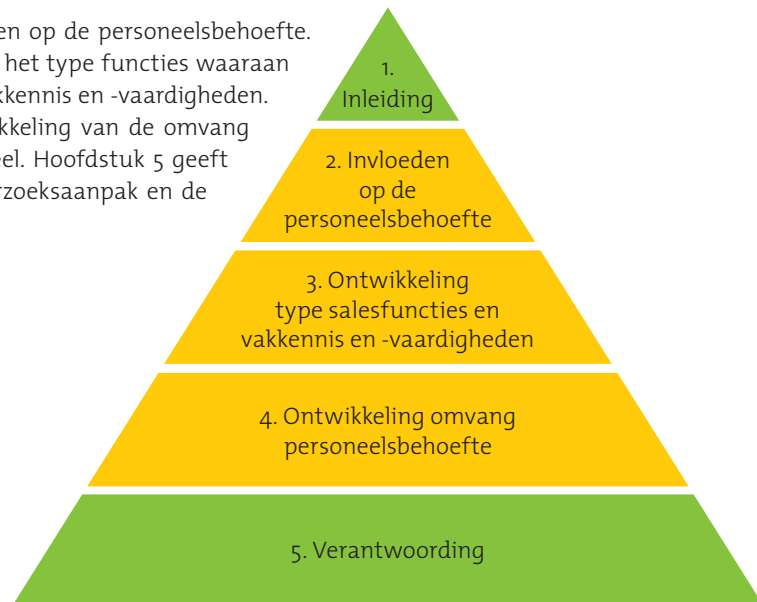 en op de personeelsbehoefte.
het type functies waaraan
kkennis en -vaardigheden.
kkeling van de omvang
eel. Hoofdstuk 5 geeft
rzoeksaanpak en de
1.
Inleiding
2. Invloeden
op de
personeelsbehoefte
3. Ontwikkeling
type salesfuncties en
vakkennis en -vaardigheden
4. Ontwikkeling omvang
personeelsbehoefte
5. Verantwoording